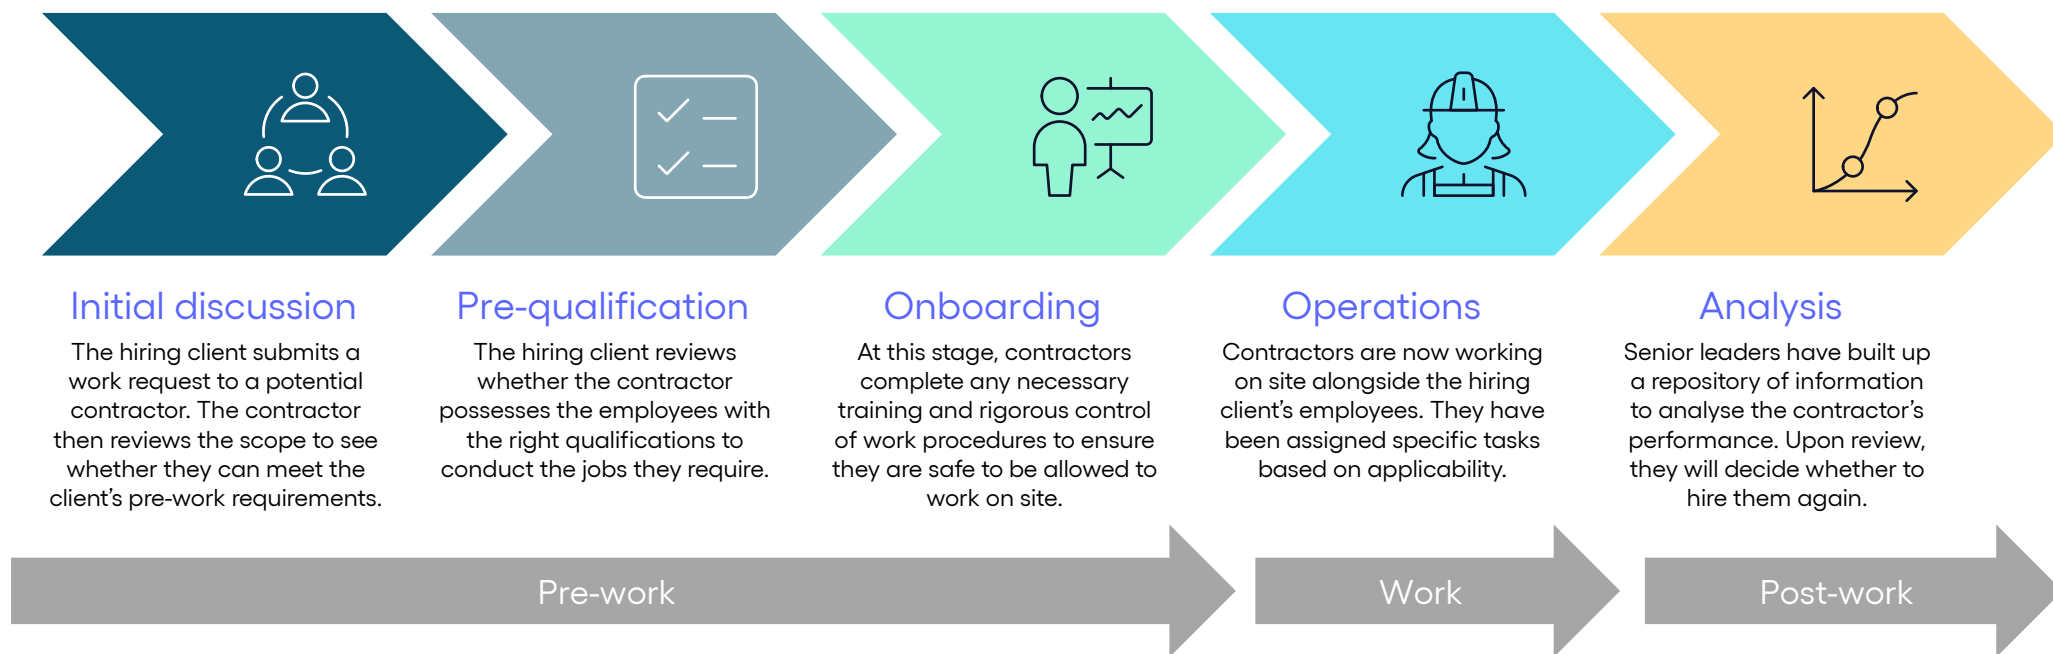 Initial discussion
The hiring client submits a
work request to a potential
contractor. The contractor
then reviews the scope to see
whether they can meet the
client’s pre-work requirements.
Pre-qualification
The hiring client reviews
whether the contractor
possesses the employees with
the right qualifications to
conduct the jobs they require.
Onboarding
At this stage, contractors
complete any necessary
training and rigorous control
of work procedures to ensure
they are safe to be allowed to
work on site.
Operations
Contractors are now working
on site alongside the hiring
client’s employees. They have
been assigned specific tasks
based on applicability.
Analysis
Senior leaders have built up
a repository of information
to analyse the contractor’s
performance. Upon review,
they will decide whether to
hire them again.
Pre-work
Work
Post-work